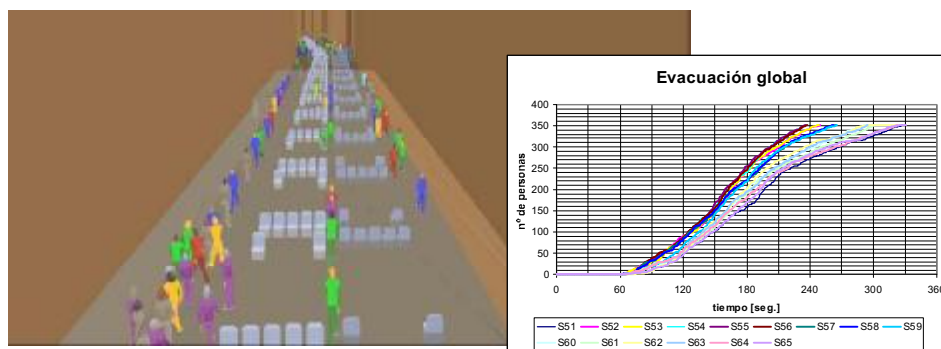 Evacuación global
400
350
300
250
200
150
100
50
0
nº de personas
0 60 120 180 240 300 360
tiempo [seg.]
S51 S52 S53 S54 S55 S56 S57 S58 S59
S60 S61 S62 S63 S64 S65